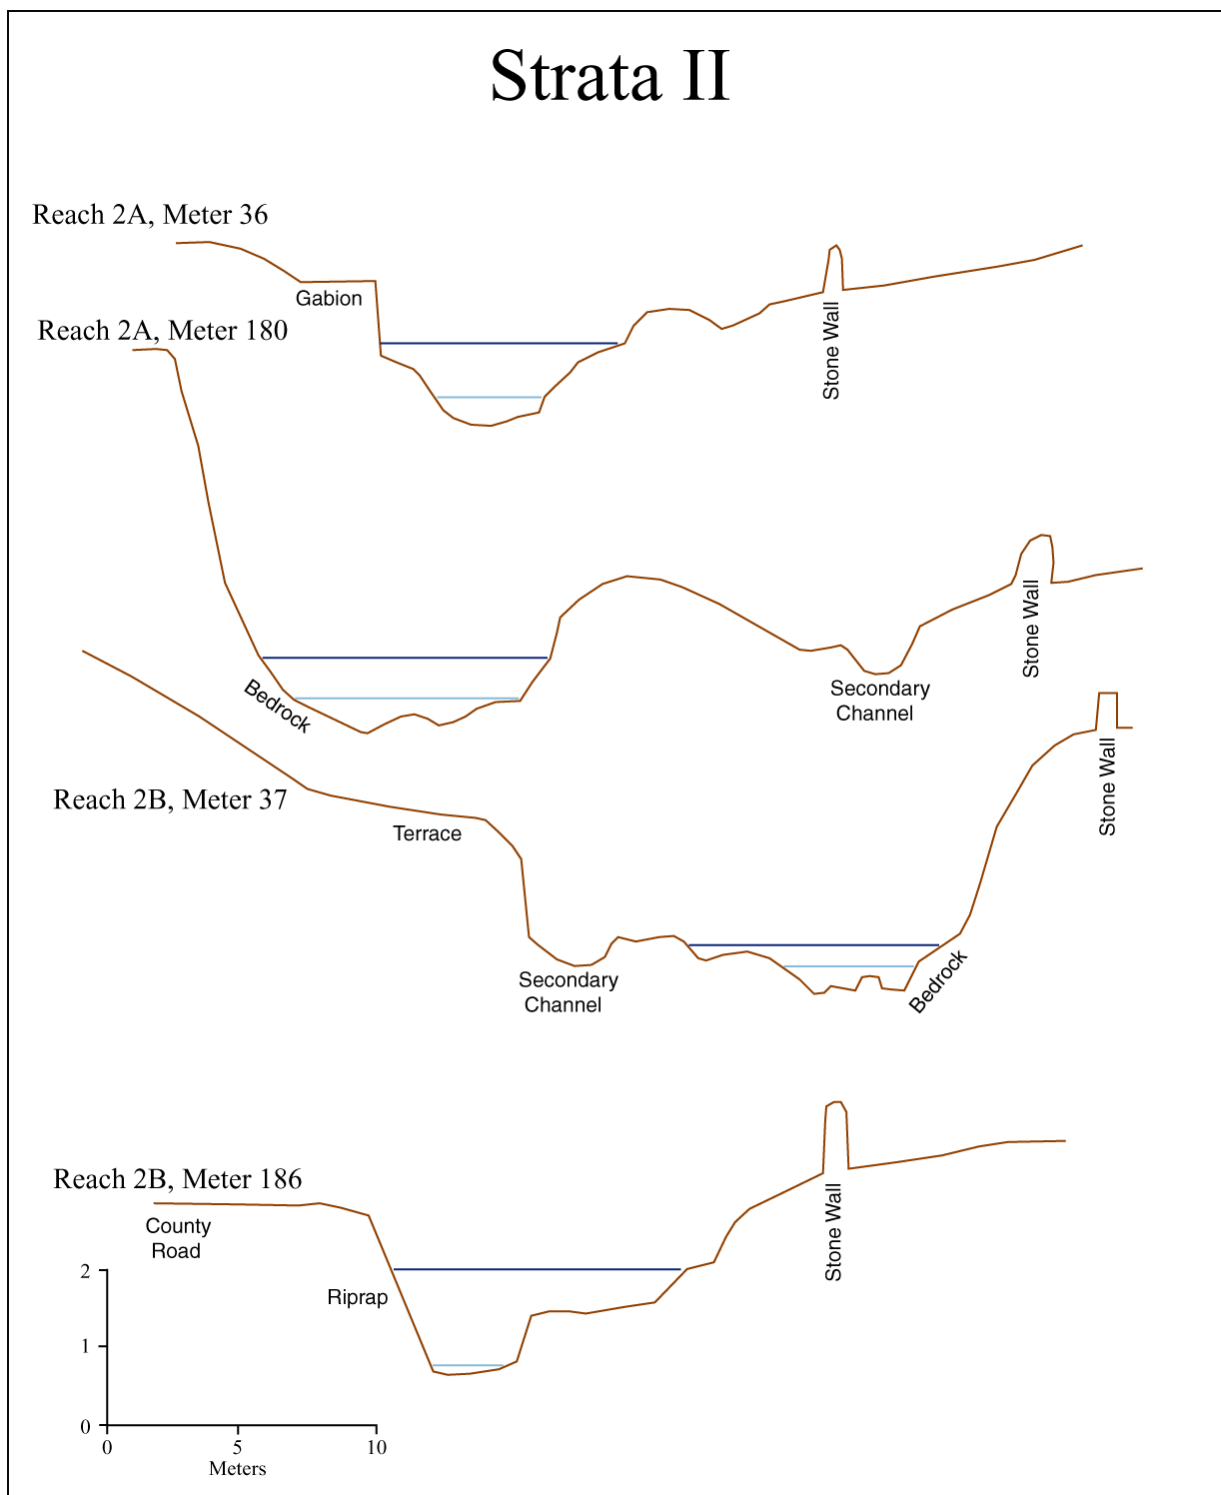 Strata II
Reach 2A, Meter 36
Gabion
Stone Wall
Reach 2A, Meter 180
Bedrock
Secondary
Channel
Stone Wall
Reach 2B, Meter 37
Terrace
Secondary
Channel
Bedrock
Stone Wall
Reach 2B, Meter 186
County
Road
Riprap
Stone Wall
2
1
0
0 5 10
Meters